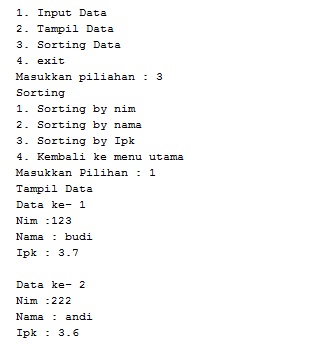 1. Input Data
2. Tampil Data
3. Sorting Data
4. exit
Masukkan piliahan : 3
Sorting
1. Sorting by nim
2. Sorting by nama
3. Sorting by Ipk
4. Kembali ke menu utama
Masukkan Pilihan : 1
Tampil Data
Data ke- 1
Nim :123
Nama : budi
Ipk : 3.7

Data ke- 2
Nim :222
Nama : andi
Ipk : 3.6